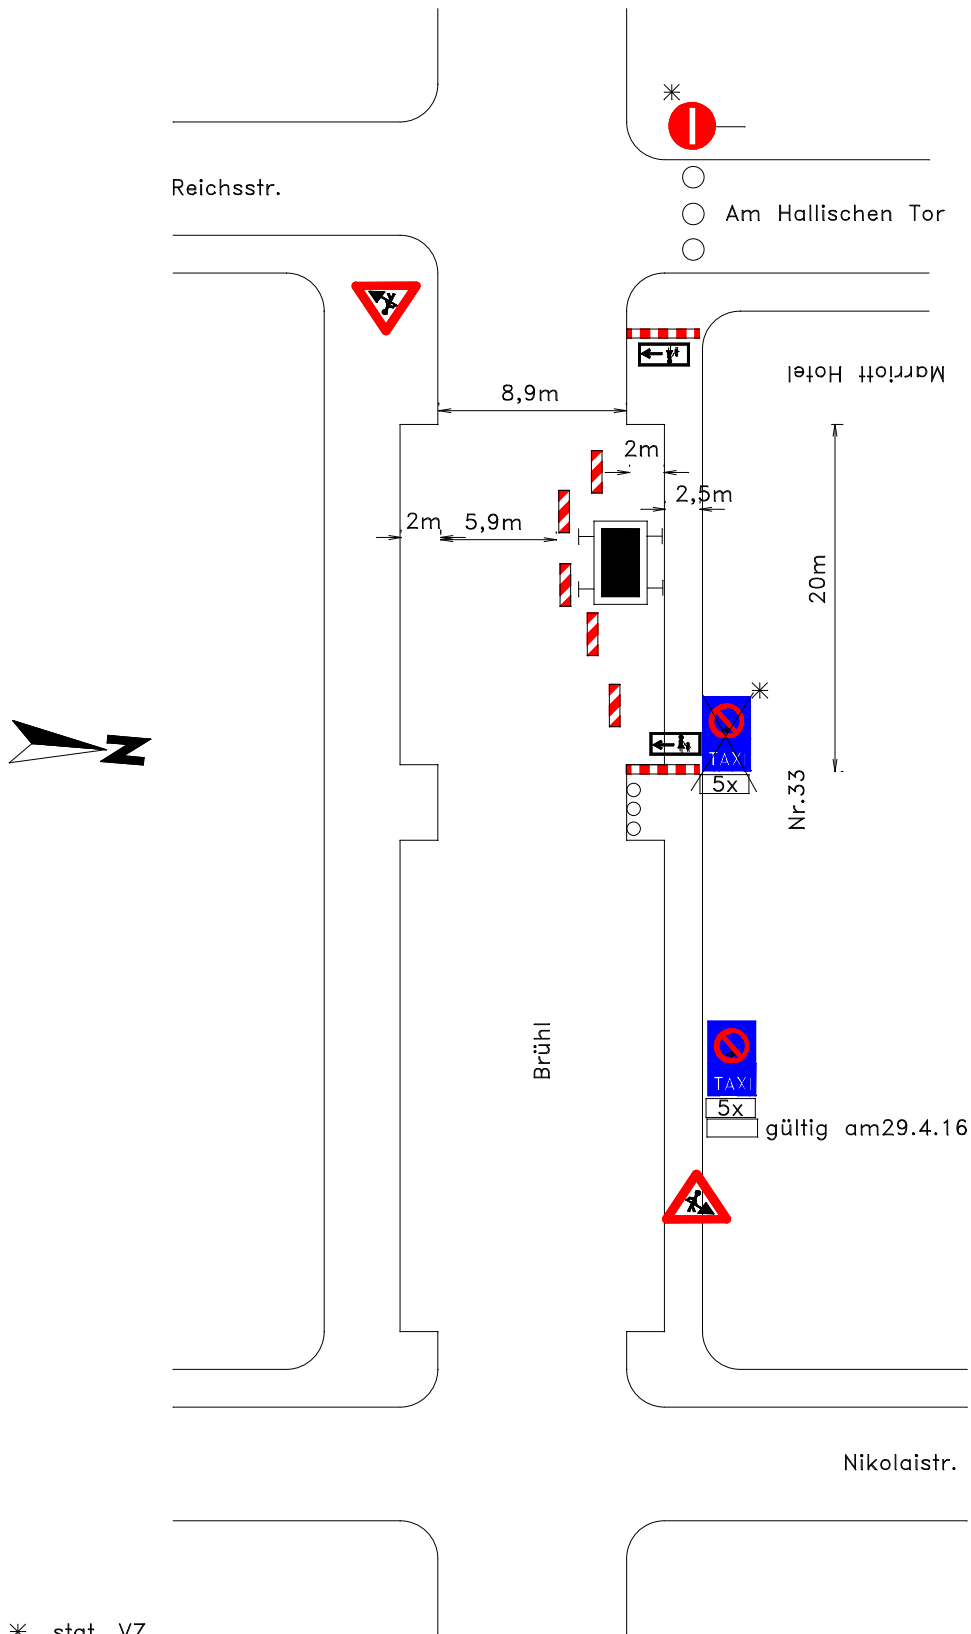 Reichsstr.
Am Hallischen Tor
Marriott Hotel
8,9m
2m
2,5m
2m
5,9m
20m
N
TAXI
5x
Nr.33
Brühl
TAXI
5x
gültig am29.4.16
Nikolaistr.
* stat. VZ